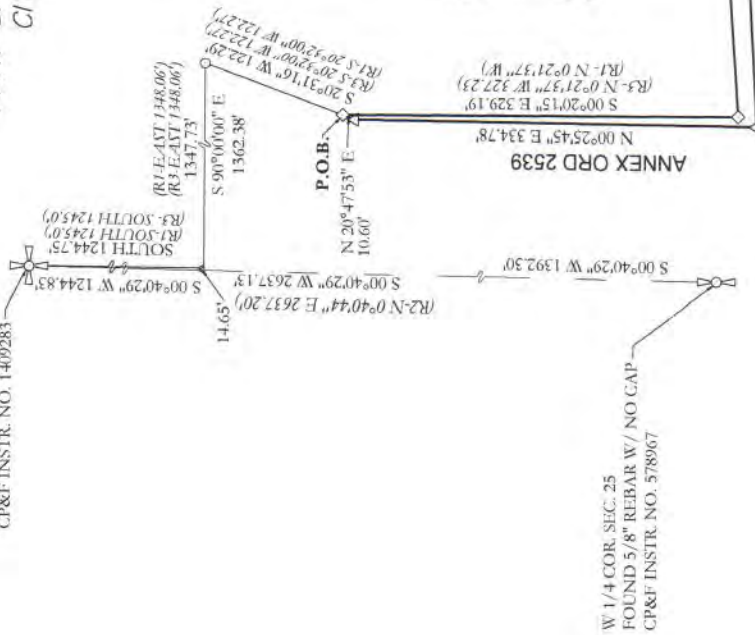 CI
CP&F INSTR. NO. 1409283
S 00°40'29" W 1244.83'
SOUTH 1244.75'
(R1-SOUTH 1245.0')
(R3- SOUTH 1245.0')
(R1-EAST 1348.06')
(R3-EAST 1348.06')
1347.73'
S 90°00'00" E
1362.38'
S 20°31'16" W 122.29'
(R3-S 20°32'00" W 122.27')
(R1-S 20°32'00" W 122.27')
14.65'
S 00°40'29" W 2637.13'
(R2-N 0°40'44" E 2637.20')
P.O.B.
N 20°47'53" E
10.60'
S 00°40'29" W 1392.30'
(R1- N 0°21'37" W)
(R3- N 0°21'37" W 327.23)
S 00°20'15" E 329.19'
N 00°25'45" E 334.78'
ANNEX ORD 2539
W 1/4 COR. SEC. 25
FOUND 5/8" REBAR W/ NO CAP
CP&F INSTR. NO. 578967